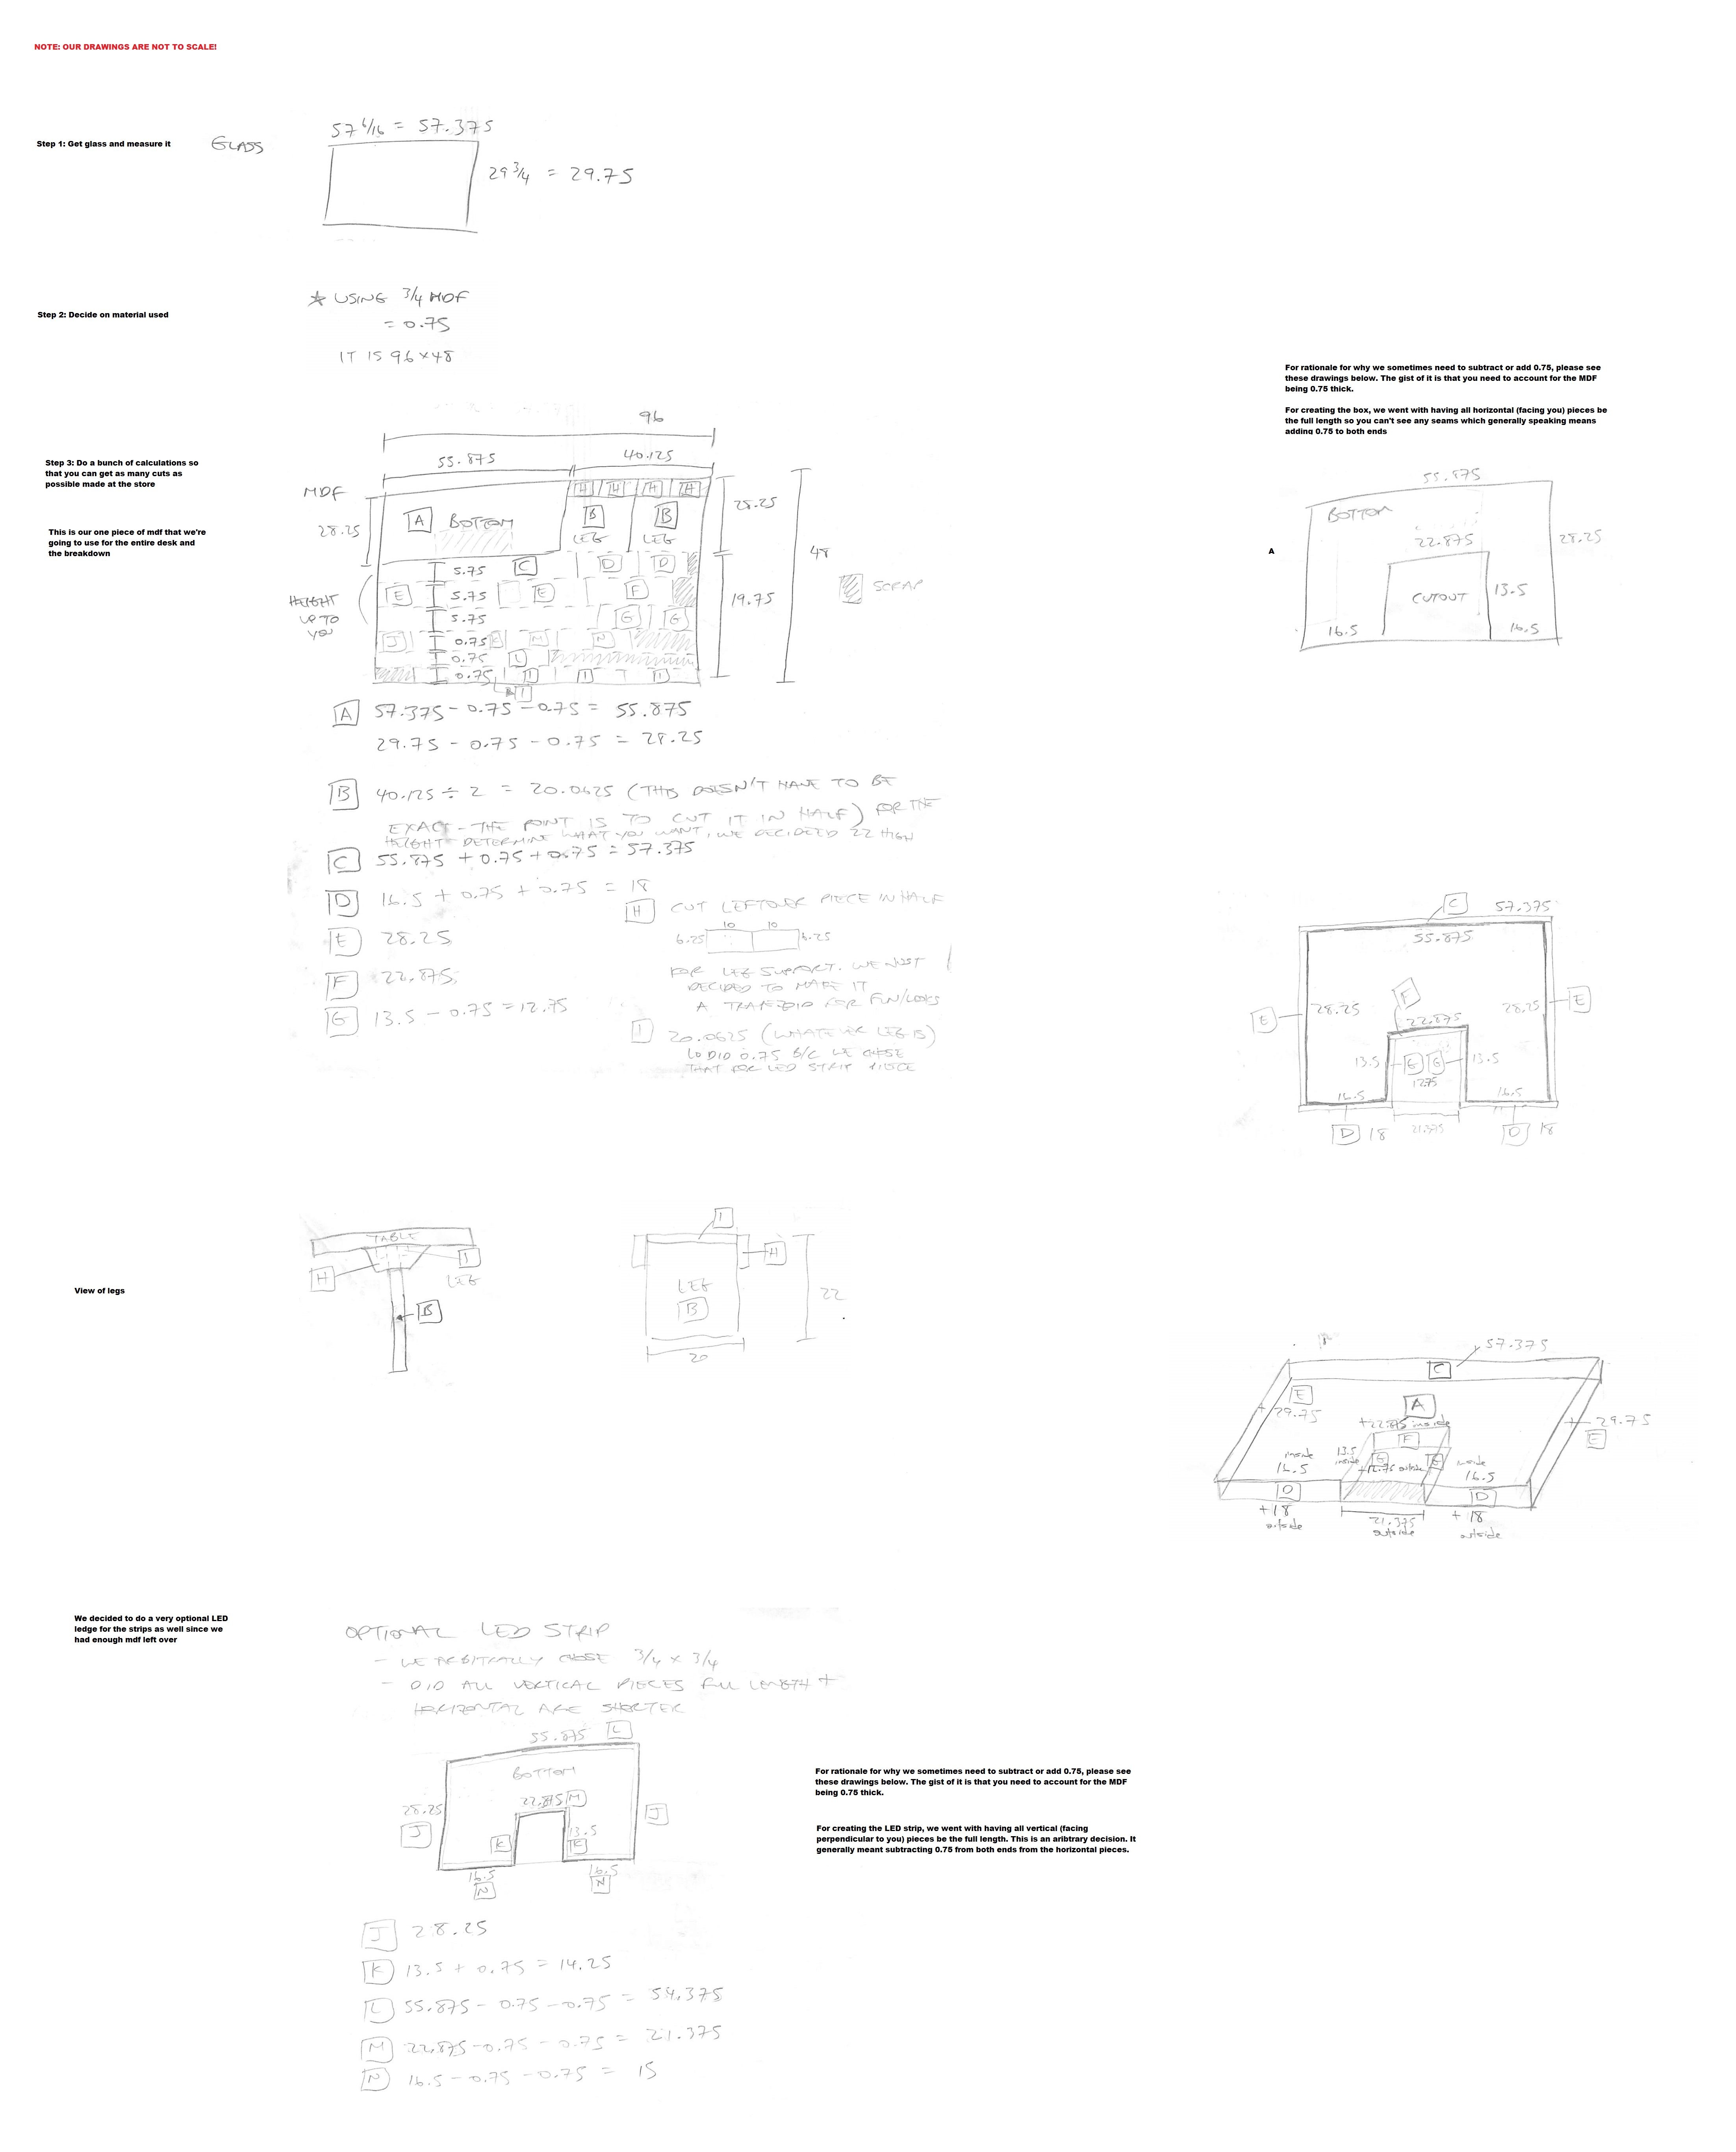 NOTE: OUR DRAWINGS ARE NOT TO SCALE!
Step 1: Get glass and measure it
GLASS
57 6/16 = 57.375
29 3/4 = 29.75
Step 2: Decide on material used
* USING 3/4 MDF
= 0.75
IT IS 96 x 48
For rationale for why we sometimes need to subtract or add 0.75, please see
these drawings below. The gist of it is that you need to account for the MDF
being 0.75 thick.
For creating the box, we went with having all horizontal (facing you) pieces be
the full length so you can't see any seams which generally speaking means
adding 0.75 to both ends
Step 3: Do a bunch of calculations so
that you can get as many cuts as
possible made at the store
This is our one piece of mdf that we're
going to use for the entire desk and
the breakdown
96
55.875
40.125
MDF
28.25
H H H H
A BOTTOM
B B
LEG LEG
28.25
48
5.75 C D D
HEIGHT
UP TO
YOU
E 5.75 E F
19.75
SCRAP
5.75 G G
J 0.75 K M N
0.75 L
0.75 I I I
I
A
55.875
BOTTOM
22.875
28.25
CUTOUT
13.5
16.5
16.5
A 57.375 - 0.75 - 0.75 = 55.875
29.75 - 0.75 - 0.75 = 28.25
B 40.125 ÷ 2 = 20.0625 (THIS DOESN'T HAVE TO BE
EXACT - THE POINT IS TO CUT IT IN HALF) FOR THE
HEIGHT DETERMINE WHAT YOU WANT, WE DECIDED 22 HIGH
C 55.875 + 0.75 + 0.75 = 57.375
D 16.5 + 0.75 + 0.75 = 18
E 28.25
F 22.875
G 13.5 - 0.75 = 12.75
H CUT LEFTOVER PIECE IN HALF
10 10
6.25 6.25
FOR LEG SUPPORT. WE JUST
DECIDED TO MAKE IT
A TRAPEZOID FOR FUN/LOOKS
I 20.0625 (WHATEVER LEG IS)
WE DID 0.75 B/C WE CHOSE
THAT FOR LED STRIP PIECE
C 57.375
55.875
F
E 28.25
22.875
28.25 E
13.5 G G 13.5
12.75
16.5
16.5
D 18
21.375
D 18
View of legs
TABLE
H
I
LEG
B
I
H
LEG
B
22
20
57.375
C
E
+ 29.75
A
+ 22.875 inside
F
+ 29.75
E
inside
16.5
13.5
inside
G
+12.75 outside
G
inside
16.5
D
D
+ 18
outside
21.375
outside
+ 18
outside
We decided to do a very optional LED
ledge for the strips as well since we
had enough mdf left over
OPTIONAL LED STRIP
- WE ARBITRARILY CHOSE 3/4 x 3/4
- DID ALL VERTICAL PIECES FULL LENGTH +
HORIZONTAL ARE SHORTER
55.875 L
BOTTOM
22.875 M
28.25
J
J
K
13.5
K
16.5
N
16.5
N
For rationale for why we sometimes need to subtract or add 0.75, please see
these drawings below. The gist of it is that you need to account for the MDF
being 0.75 thick.
For creating the LED strip, we went with having all vertical (facing
perpendicular to you) pieces be the full length. This is an aribtrary decision. It
generally meant subtracting 0.75 from both ends from the horizontal pieces.
J 28.25
K 13.5 + 0.75 = 14.25
L 55.875 - 0.75 - 0.75 = 54.375
M 22.875 - 0.75 - 0.75 = 21.375
N 16.5 - 0.75 - 0.75 = 15